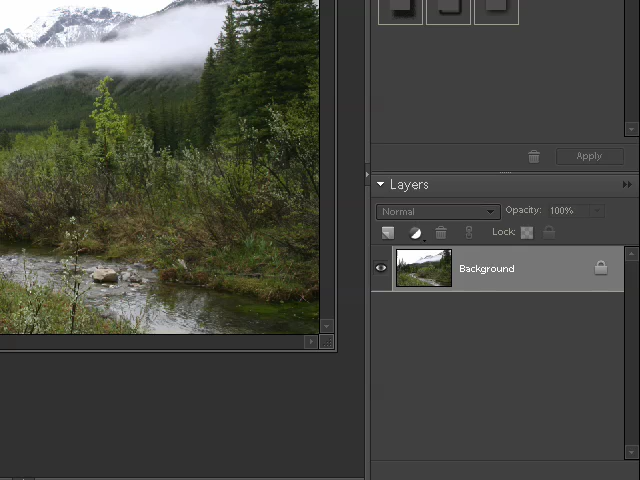 Apply
Layers
Normal
Opacity: 100%
Lock:
Background